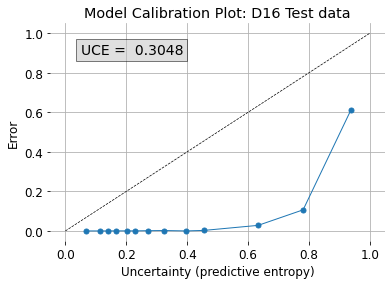 Model Calibration Plot: D16 Test data
UCE =  0.3048
Error
1.0
0.8
0.6
0.4
0.2
0.0
0.0 0.2 0.4 0.6 0.8 1.0
Uncertainty (predictive entropy)